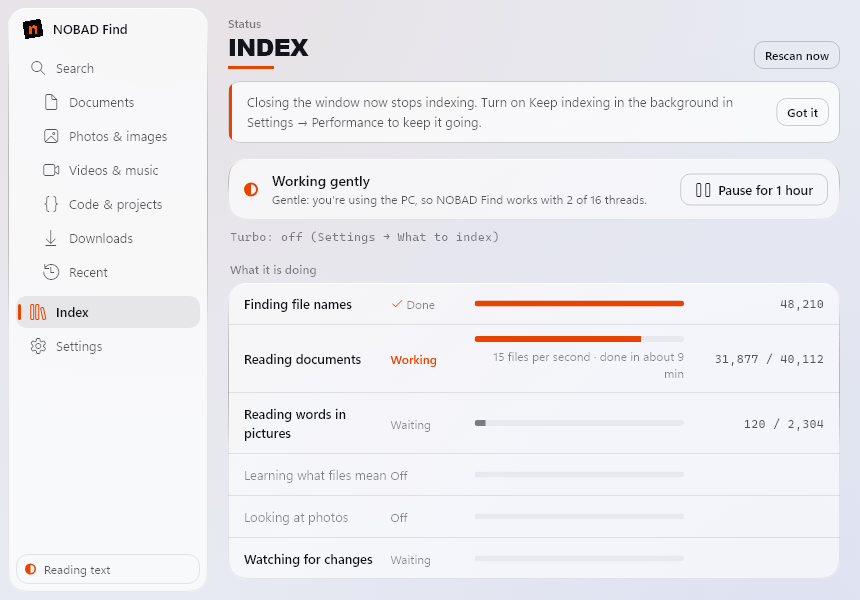 NOBAD Find
Search
Documents
Photos & images
Videos & music
Code & projects
Downloads
Recent
Index
Settings
Reading text
Status
INDEX
Rescan now
Closing the window now stops indexing. Turn on Keep indexing in the background in
Settings → Performance to keep it going.
Got it
Working gently
Gentle: you're using the PC, so NOBAD Find works with 2 of 16 threads.
Pause for 1 hour
Turbo: off (Settings → What to index)
What it is doing
Finding file names Done 48,210
Reading documents Working 31,877 / 40,112
15 files per second · done in about 9
min
Reading words in
pictures
Waiting 120 / 2,304
Learning what files mean Off
Looking at photos Off
Watching for changes Waiting